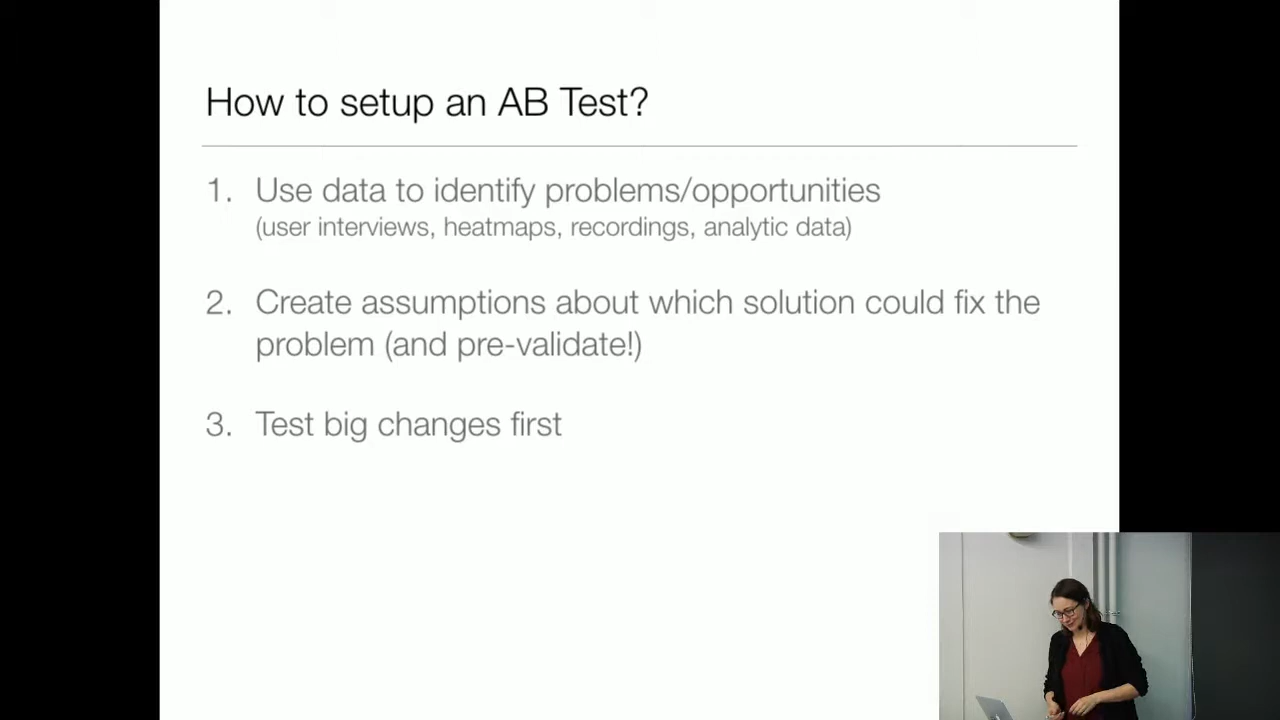 How to setup an AB Test?
1. Use data to identify problems/opportunities
(user interviews, heatmaps, recordings, analytic data)
2. Create assumptions about which solution could fix the
problem (and pre-validate!)
3. Test big changes first